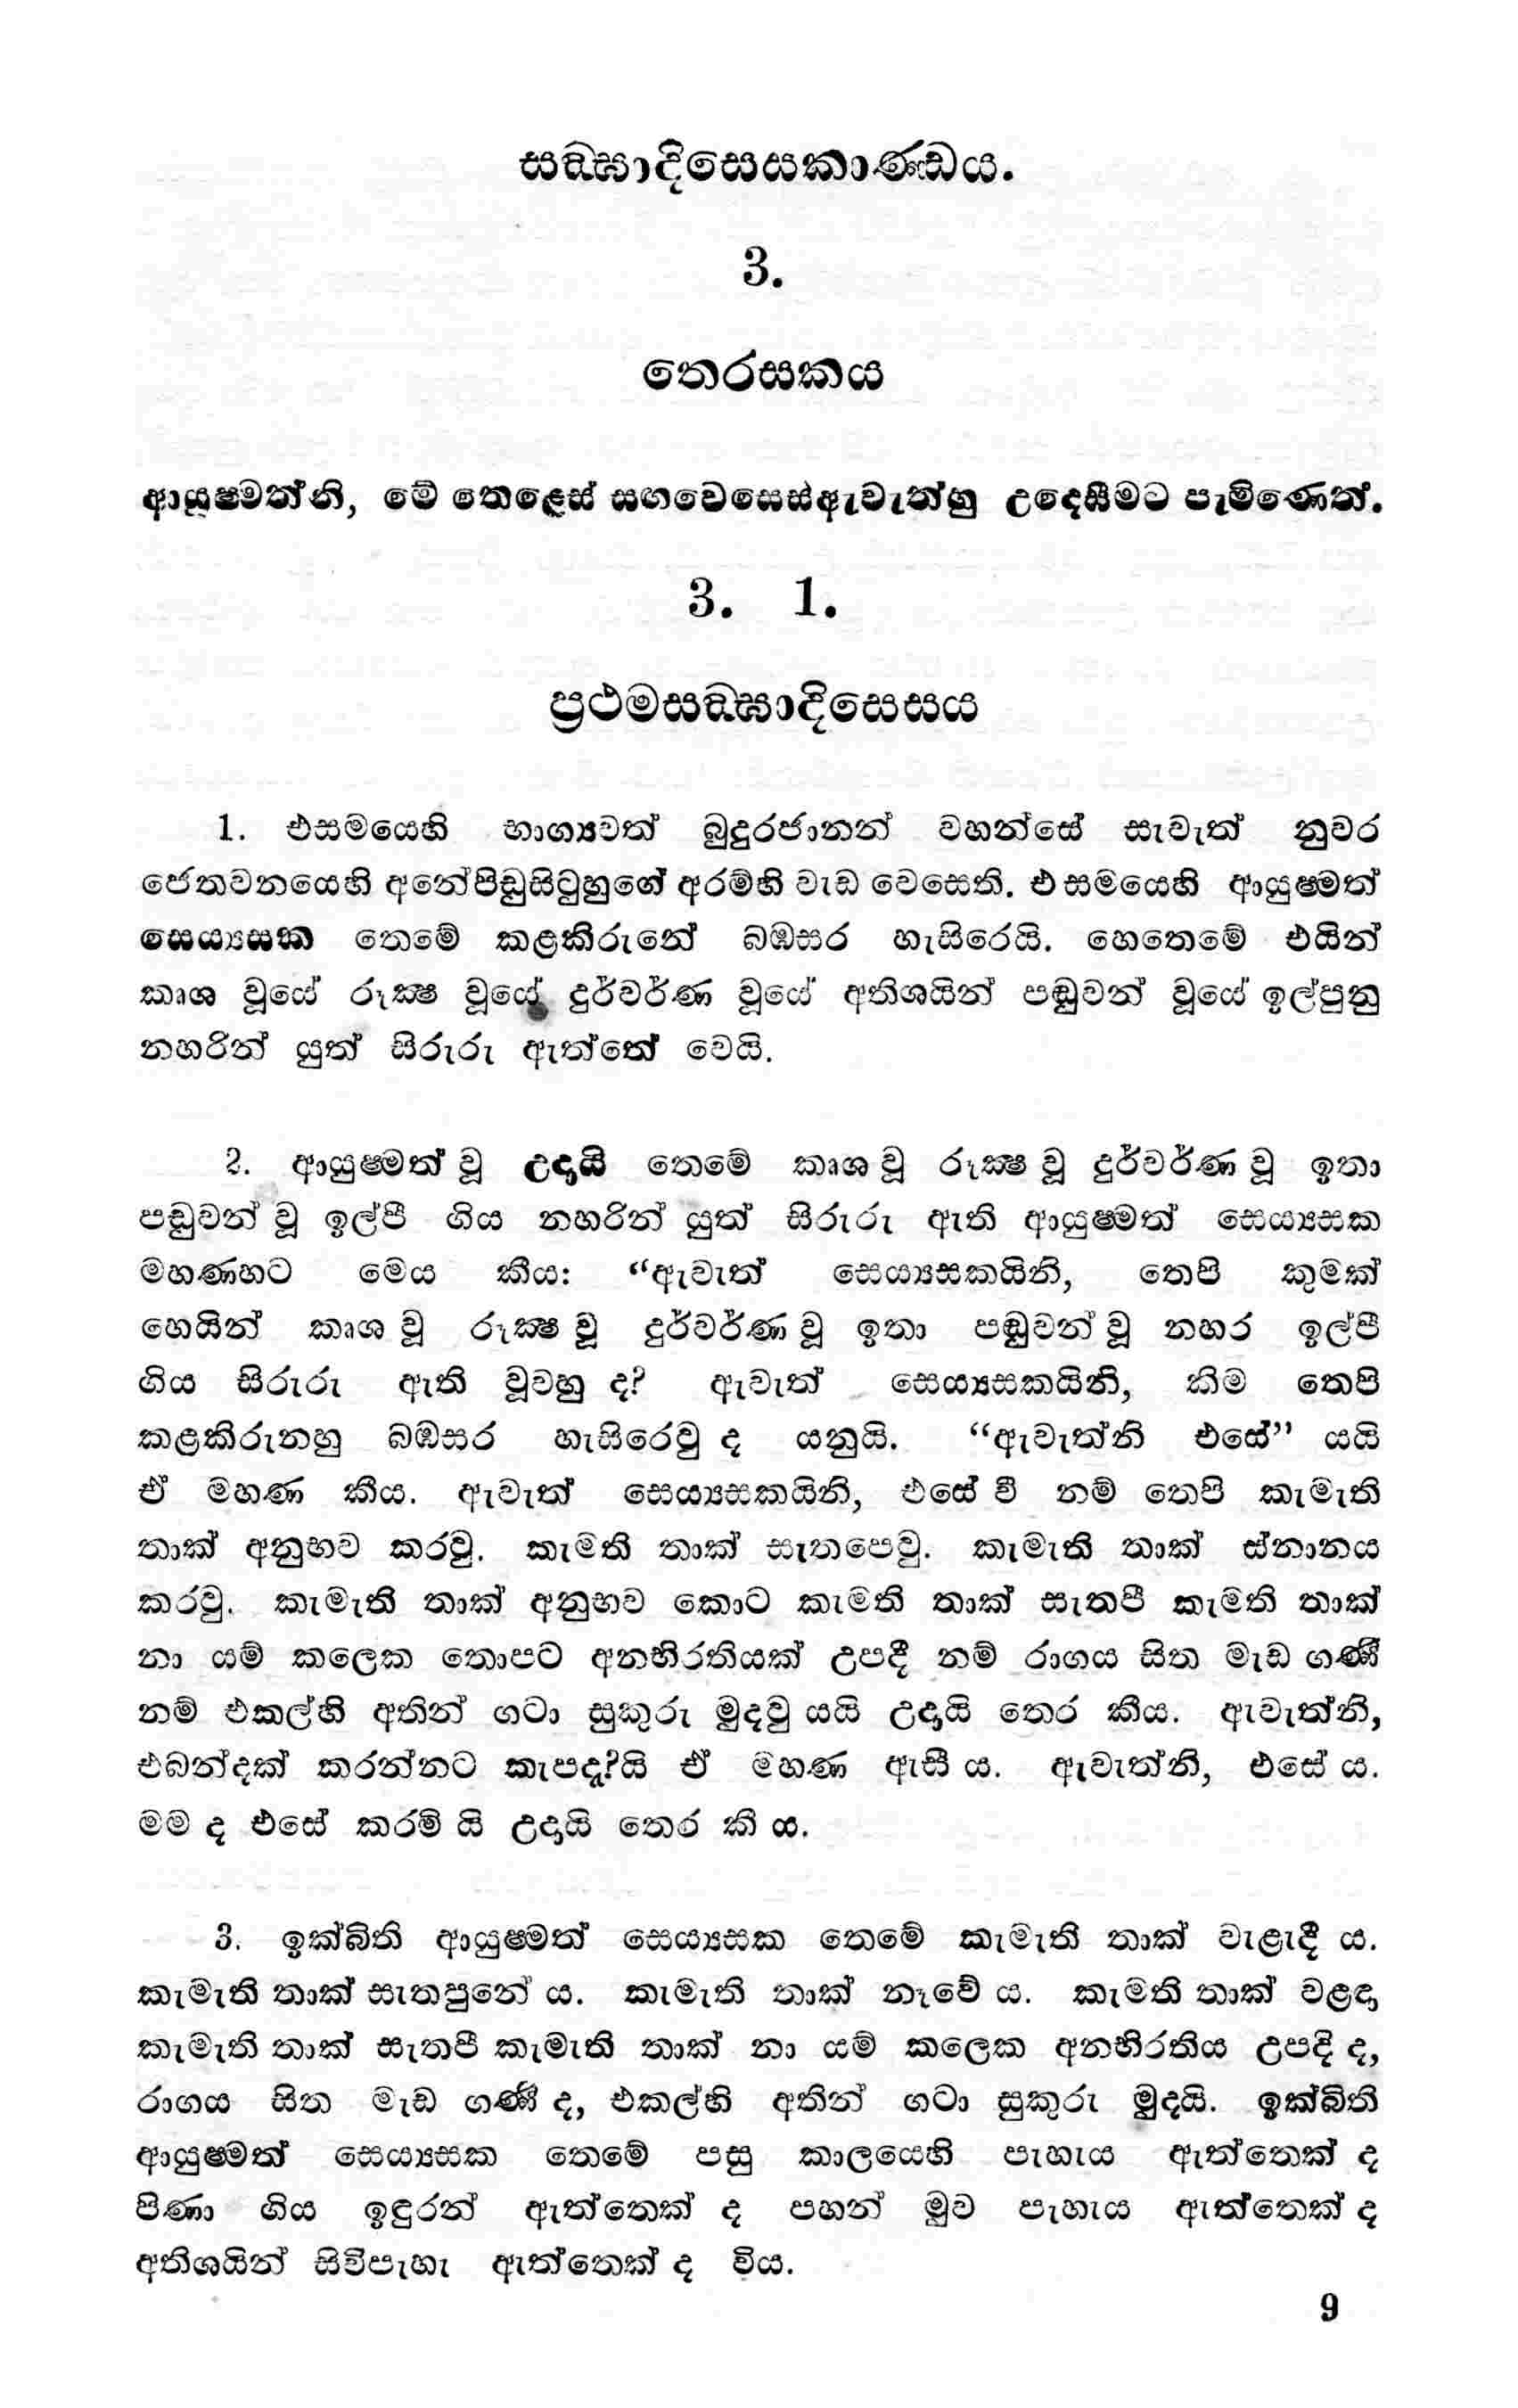 සඞ්ඝාදිසෙසකාණ්ඩය.
3.
තෙරසකය
ආයුෂ්මත්නි, මේ තෙළෙස් සඟවෙසෙස්ඇවැත්හු උදෙසීමට පැමිණෙත්.
3. 1.
ප්‍රථමසඞ්ඝාදිසෙසය
1. එසමයෙහි භාග්‍යවත් බුදුරජානන් වහන්සේ සැවැත් නුවර
ජෙතවනයෙහි අනේපිඬුසිටුහුගේ අරම්හි වැඩ වෙසෙති. එ සමයෙහි ආයුෂ්මත්
සෙය්‍යසක තෙමේ කළකිරුනේ බඹසර හැසිරෙයි. හෙතෙමේ එයින්
කෘශ වූයේ රූක්‍ෂ වූයේ දුර්වර්ණ වූයේ අතිශයින් පඬුවන් වූයේ ඉල්පුනු
නහරින් යුත් සිරුරු ඇත්තේ වෙයි.
2. ආයුෂ්මත් වූ උදායි තෙමේ කෘශ වූ රූක්‍ෂ වූ දුර්වර්ණ වූ ඉතා
පඬුවන් වූ ඉල්පී ගිය නහරින් යුත් සිරුරු ඇති ආයුෂ්මත් සෙය්‍යසක
මහණහට මෙය කීය: “ඇවැත් සෙය්‍යසකයිනි, තෙපි කුමක්
හෙයින් කෘශ වූ රූක්‍ෂ වූ දුර්වර්ණ වූ ඉතා පඬුවන් වූ නහර ඉල්පී
ගිය සිරුරු ඇති වූවහු ද? ඇවැත් සෙය්‍යසකයිනි, කිම තෙපි
කළකිරුනහු බඹසර හැසිරෙවු ද යනුයි. “ඇවැත්නි එසේ” යයි
ඒ මහණ කීය. ඇවැත් සෙය්‍යසකයිනි, එසේ වී නම් තෙපි කැමැති
තාක් අනුභව කරවු. කැමති තාක් සැතපෙවු. කැමැති තාක් ස්නානය
කරවු. කැමැති තාක් අනුභව කොට කැමති තාක් සැතපී කැමති තාක්
නා යම් කලෙක තොපට අනභිරතියක් උපදී නම් රාගය සිත මැඩ ගණී
නම් එකල්හි අතින් ගටා සුකුරු මුදවු යයි උදායි තෙර කීය. ඇවැත්නි,
එබන්දක් කරන්නට කැපදැ?යි ඒ මහණ ඇසී ය. ඇවැත්නි, එසේ ය.
මම ද එසේ කරමි යි උදායි තෙර කී ය.
3. ඉක්බිති ආයුෂ්මත් සෙය්‍යසක තෙමේ කැමැති තාක් වැළැදී ය.
කැමැති තාක් සැතපුනේ ය. කැමැති තාක් නෑවේ ය. කැමති තාක් වළඳා
කැමැති තාක් සැතපී කැමැති තාක් නා යම් කලෙක අනභිරතිය උපදි ද,
රාගය සිත මැඩ ගණී ද, එකල්හි අතින් ගටා සුකුරු මුදයි. ඉක්බිති
ආයුෂ්මත් සෙය්‍යසක තෙමේ පසු කාලයෙහි පැහැය ඇත්තෙක් ද
පිණා ගිය ඉඳුරන් ඇත්තෙක් ද පහන් මුව පැහැය ඇත්තෙක් ද
අතිශයින් සිවිපැහැ ඇත්තෙක් ද විය.
9